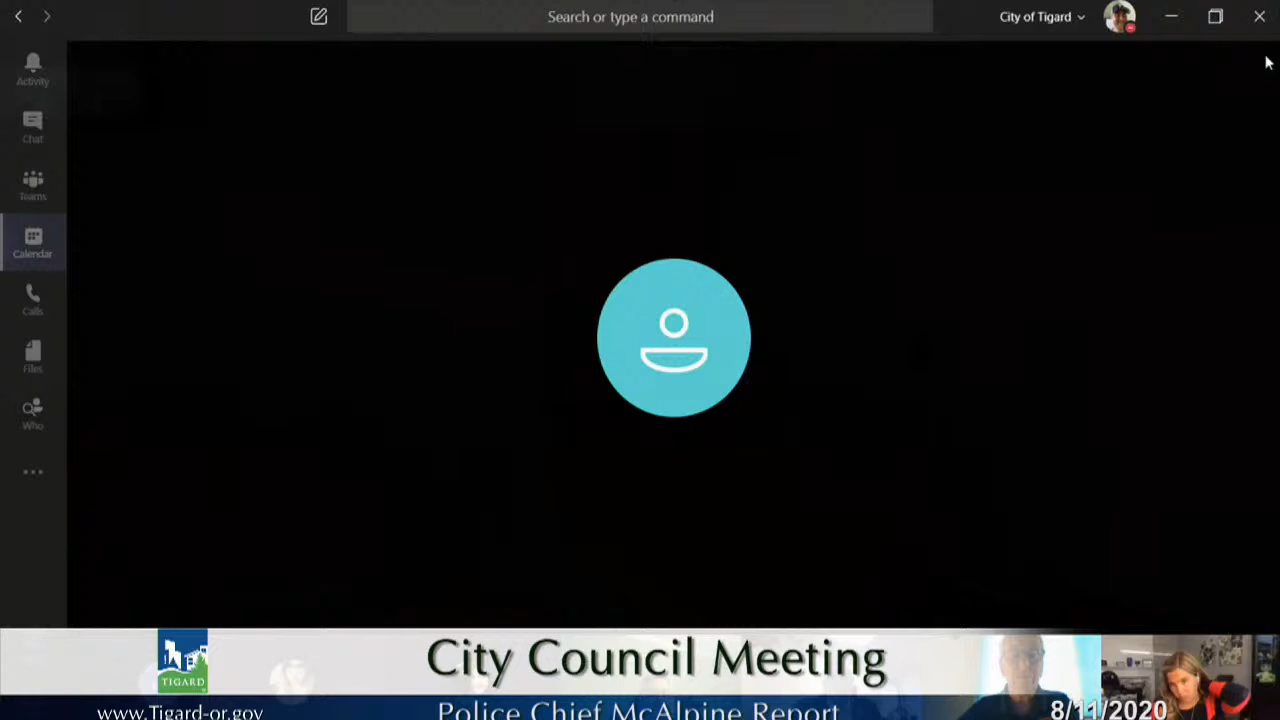 Search or type a command
City of Tigard
Activity
Chat
Teams
Calendar
Calls
Files
Who
City Council Meeting
TIGARD
www.Tigard-or.gov
Police Chief McAlpine Report
8/11/2020